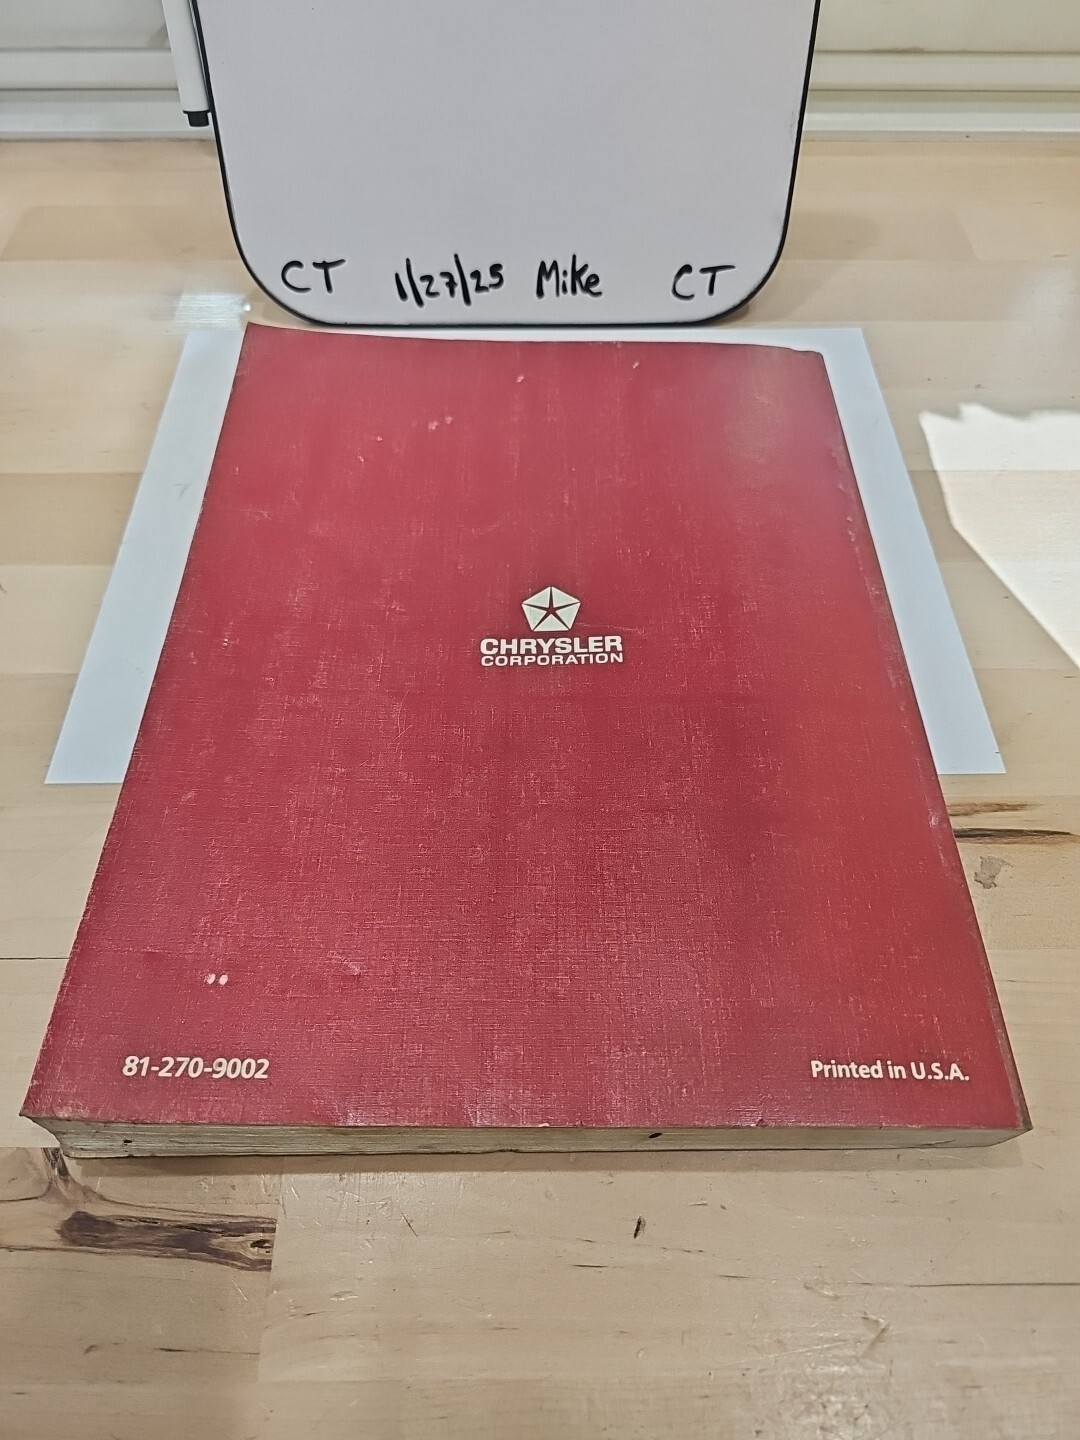 CT 1/27/25 Mike CT
CHRYSLER
CORPORATION
81-270-9002 Printed in U.S.A.